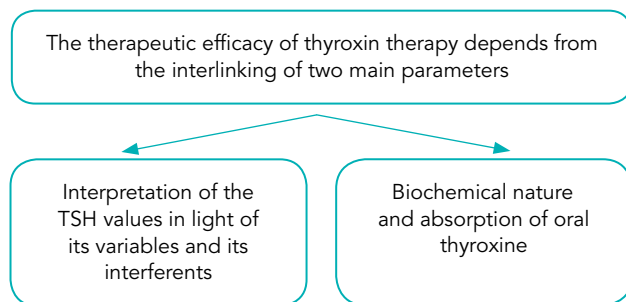 The therapeutic efficacy of thyroxin therapy depends from
the interlinking of two main parameters
Interpretation of the
TSH values in light of
its variables and its
interferents
Biochemical nature
and absorption of oral
thyroxine